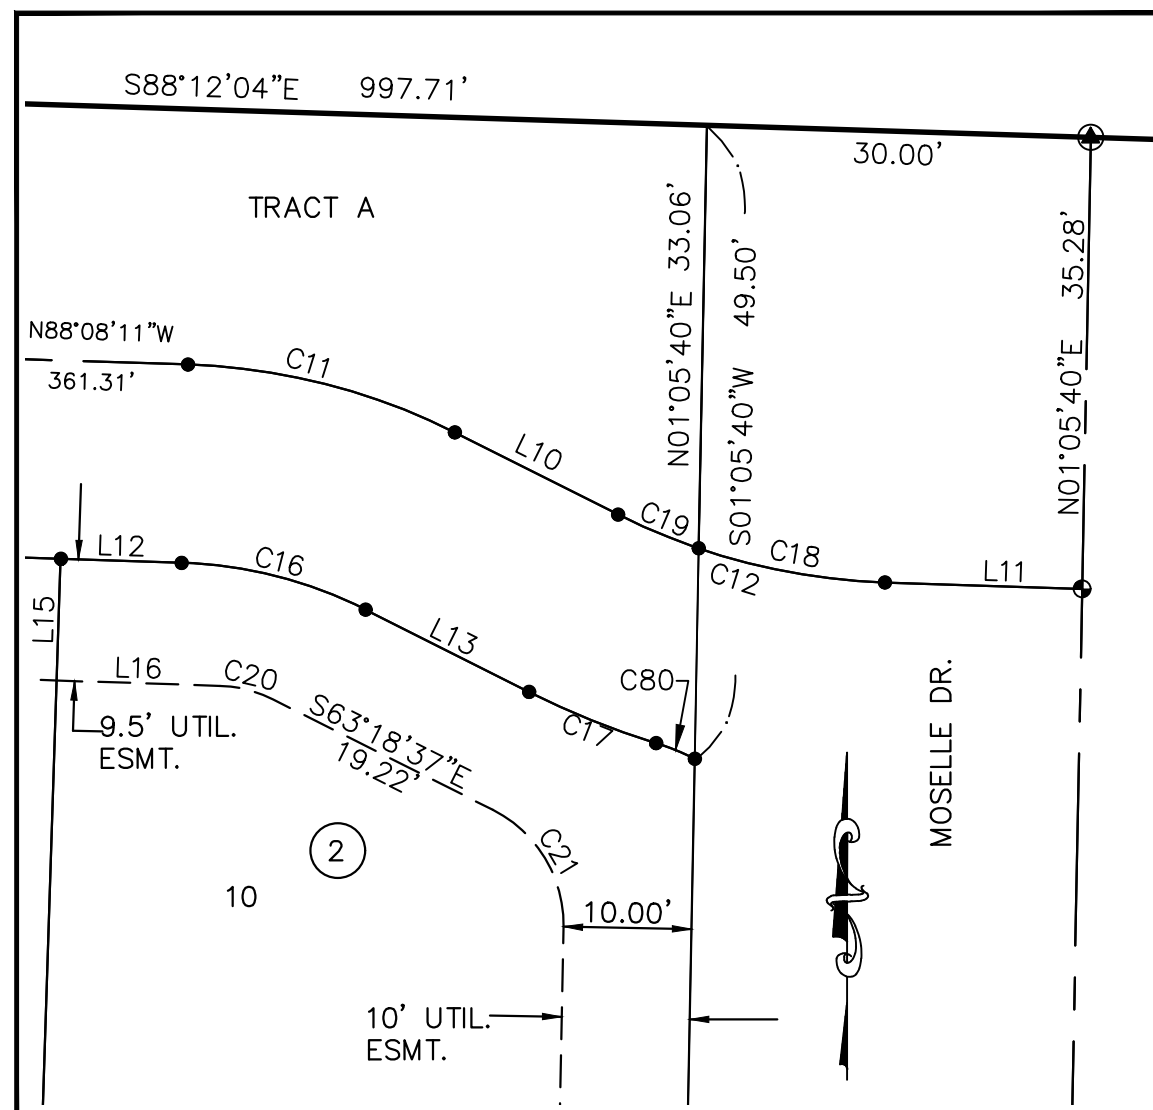 S88°12'04"E 997.71'
30.00'
TRACT A
N01°05'40"E 33.06'
S01°05'40"W 49.50'
N01°05'40"E 35.28'
N88°08'11"W
361.31'
C11
L10
C19
C18
C12
L11
L12
C16
L15
L13
L16
C20
C80
C17
S63°18'37"E
19.22'
9.5' UTIL.
ESMT.
MOSELLE DR.
C21
2
10
10.00'
10' UTIL.
ESMT.